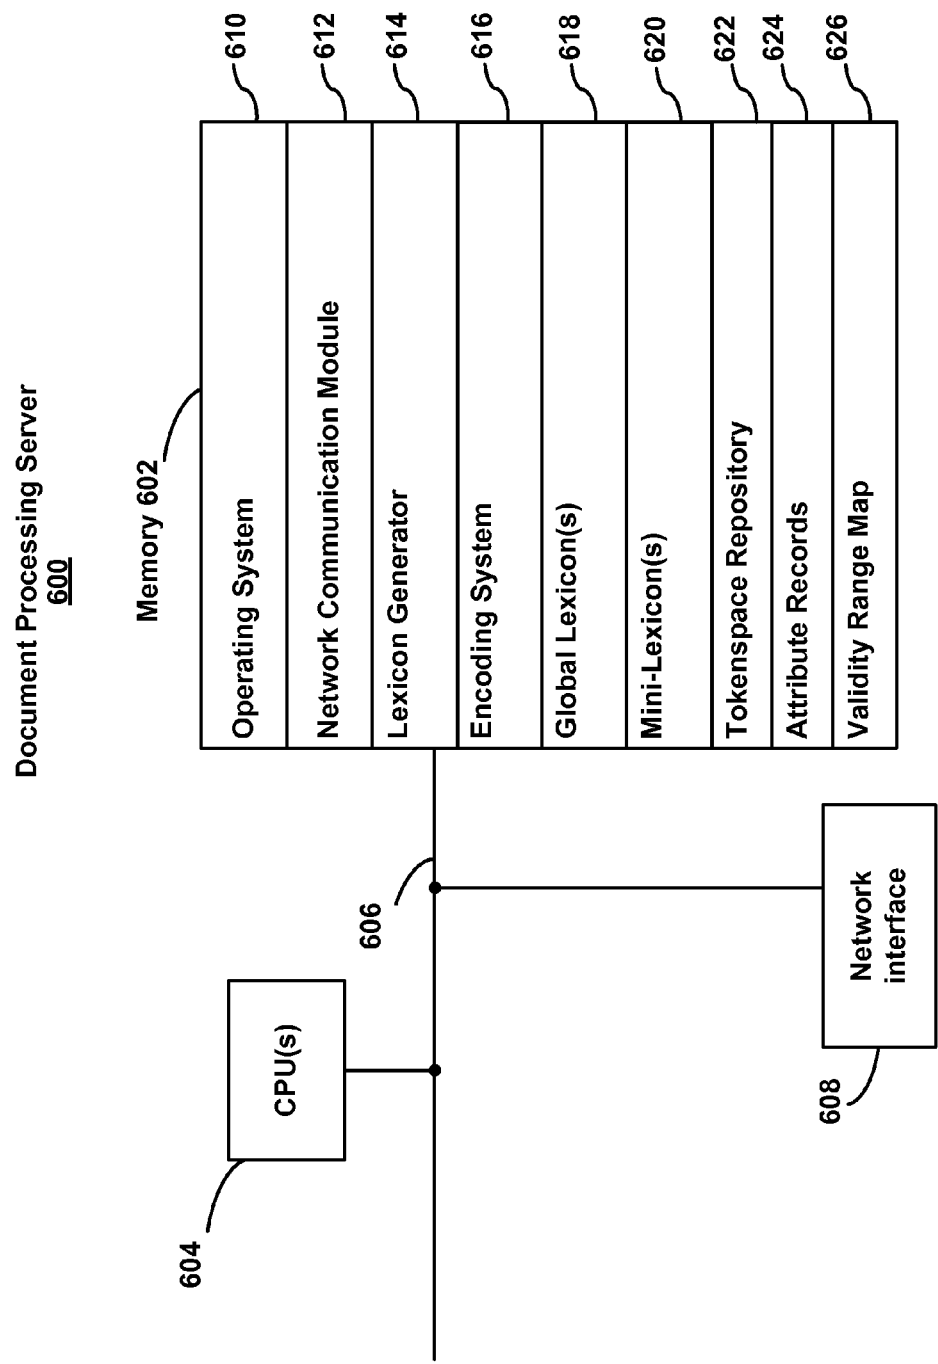 Document Processing Server
600
Memory 602
Operating System
610
Network Communication Module
612
Lexicon Generator
614
Encoding System
616
Global Lexicon(s)
618
Mini-Lexicon(s)
620
Tokenspace Repository
622
Attribute Records
624
Validity Range Map
626
606
CPU(s)
604
Network
interface
608